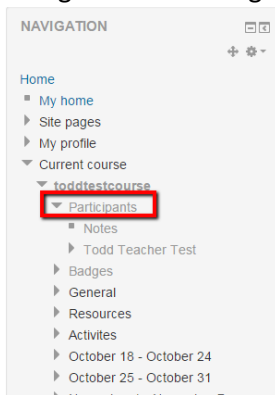 NAVIGATION
Home
My home
Site pages
My profile
Current course
toddtestcourse
Participants
Notes
Todd Teacher Test
Badges
General
Resources
Activites
October 18 - October 24
October 25 - October 31